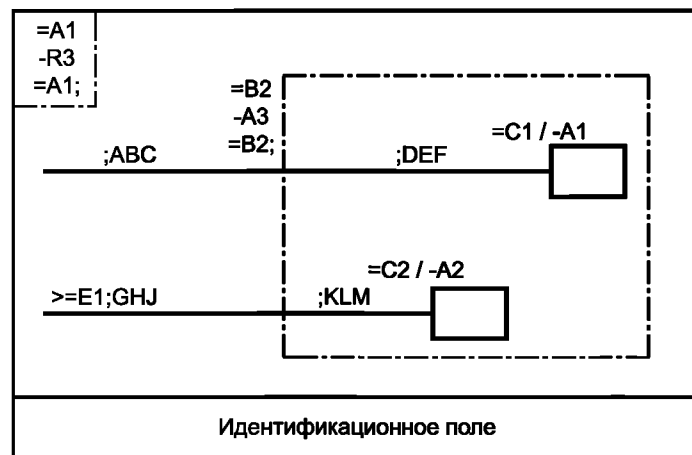 =A1
-R3
=A1;
=B2
-A3
=B2;
=C1 / -A1
;ABC
;DEF
=C2 / -A2
>=E1;GHJ
;KLM
Идентификационное поле